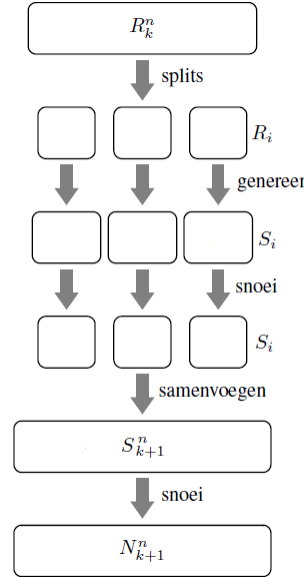 R_k^n
splits
R_i
genereer
S_i
snoei
S_i
samenvoegen
S_{k+1}^n
snoei
N_{k+1}^n